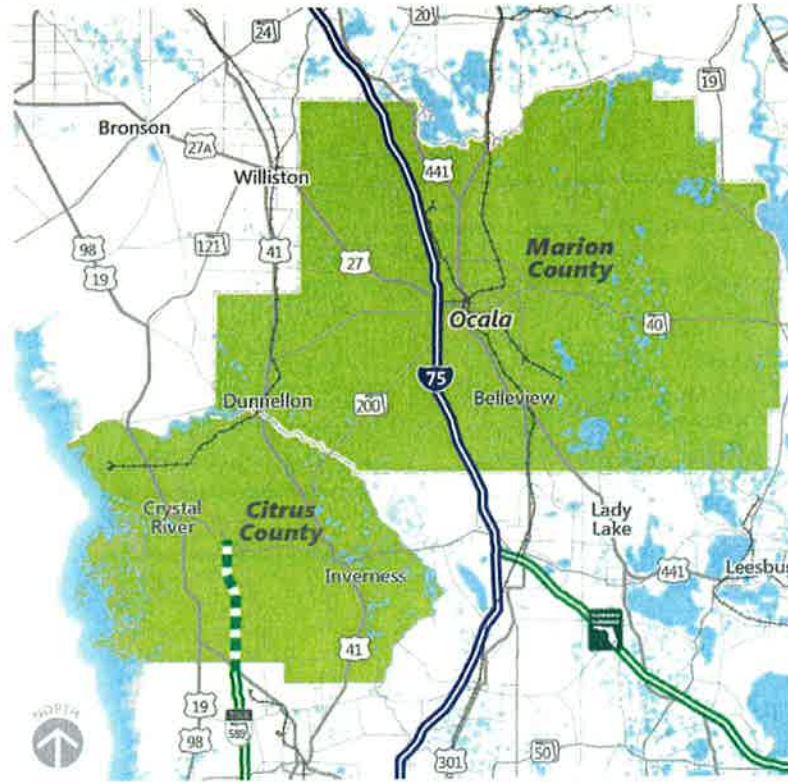 24
20
19
Bronson
27A
441
Williston
98
121
41
Marion
County
19
27
Ocala
40
75
Dunnellon
200
Belleview
Crystal
River
Citrus
County
Lady
Lake
Inverness
441
Leesbu
41
19
589
NORTH
98
301
50